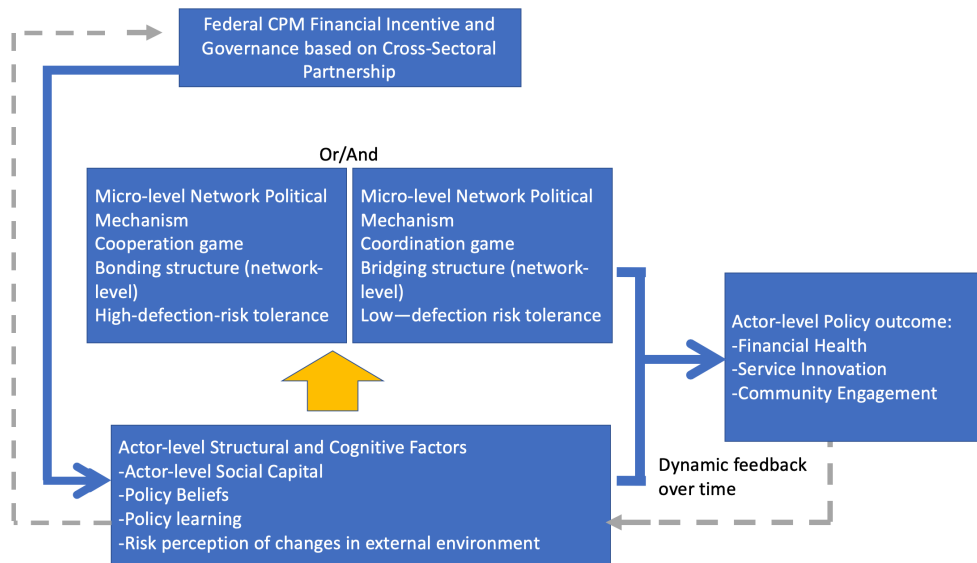 Federal CPM Financial Incentive and
Governance based on Cross-Sectoral
Partnership
Or/And
Micro-level Network Political
Mechanism
Cooperation game
Bonding structure (network-
level)
High-defection-risk tolerance
Micro-level Network Political
Mechanism
Coordination game
Bridging structure (network-
level)
Low—defection risk tolerance
Actor-level Policy outcome:
-Financial Health
-Service Innovation
-Community Engagement
Actor-level Structural and Cognitive Factors
-Actor-level Social Capital
-Policy Beliefs
-Policy learning
-Risk perception of changes in external environment
Dynamic feedback
over time